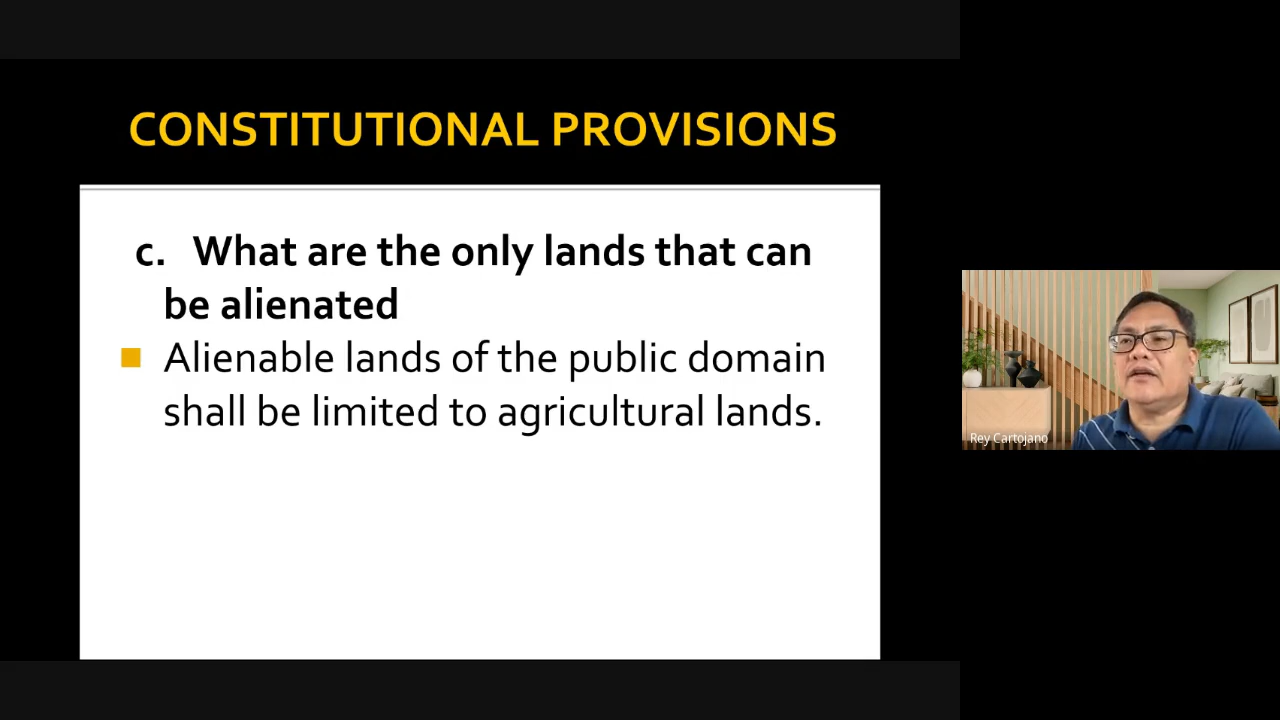 CONSTITUTIONAL PROVISIONS
c. What are the only lands that can
be alienated
Alienable lands of the public domain
shall be limited to agricultural lands.
Rey Cartojano